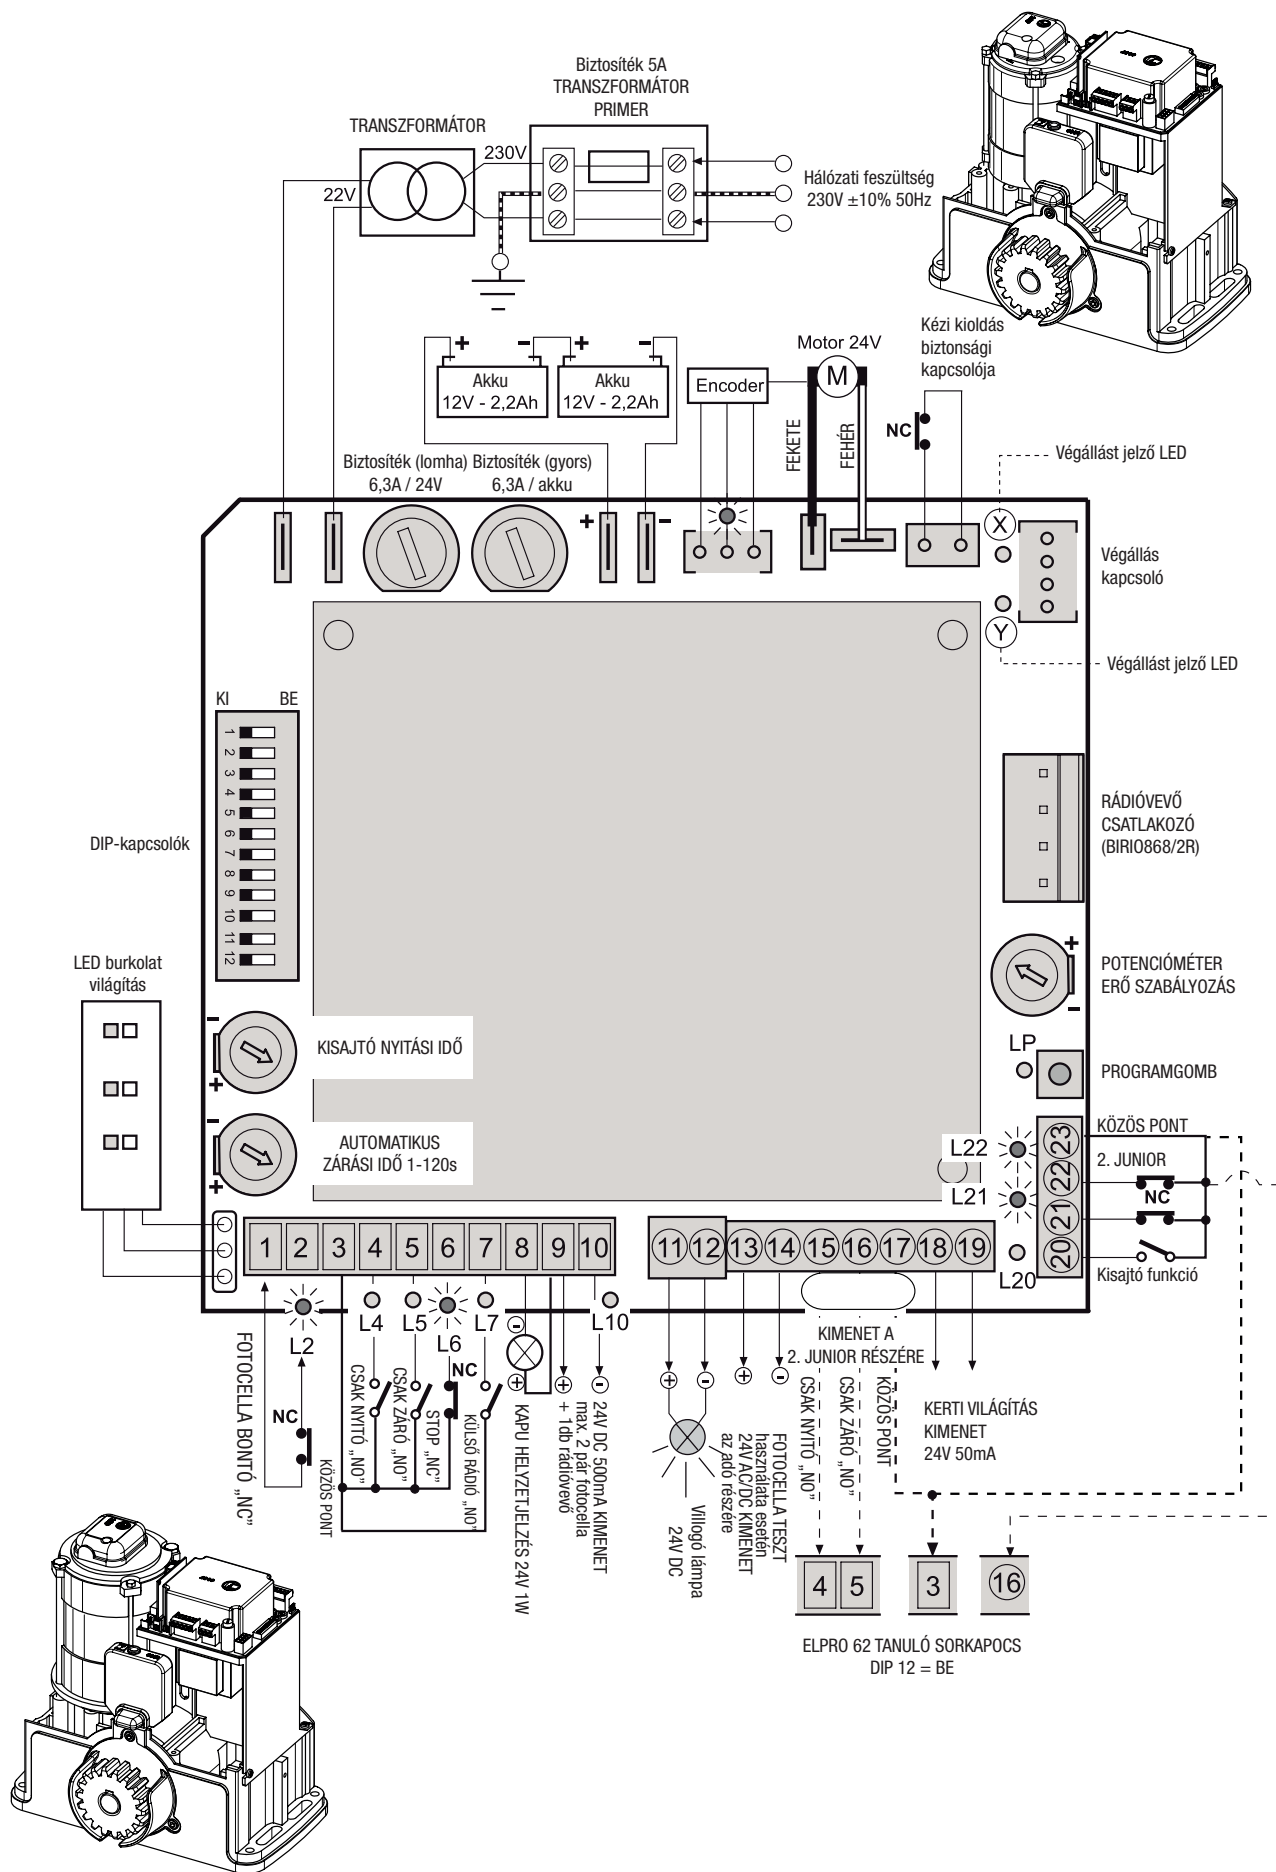 Biztosíték 5A
TRANSZFORMÁTOR
PRIMER
TRANSZFORMÁTOR
230V
22V
Hálózati feszültség
230V ±10% 50Hz
Kézi kioldás
biztonsági
kapcsolója
+ - + -
Akku
12V - 2,2Ah
Akku
12V - 2,2Ah
Encoder
Motor 24V
M
FEKETE
FEHÉR
NC
Végállást jelző LED
Biztosíték (lomha)
6,3A / 24V
Biztosíték (gyors)
6,3A / akku
+ -
X
Végállás
kapcsoló
Y
Végállást jelző LED
KI BE
1
2
3
4
5
6
7
8
9
10
11
12
DIP-kapcsolók
RÁDIÓVEVŐ
CSATLAKOZÓ
(BIRIO868/2R)
LED burkolat
világítás
+
-
POTENCIÓMÉTER
ERŐ SZABÁLYOZÁS
-
+
KISAJTÓ NYITÁSI IDŐ
LP
PROGRAMGOMB
-
+
AUTOMATIKUS
ZÁRÁSI IDŐ 1-120s
KÖZÖS PONT
L22
23
2. JUNIOR
L21
22
NC
21
L20
20
Kisajtó funkció
1 2 3 4 5 6 7 8 9 10
11 12 13 14 15 16 17 18 19
L2
L4
L5
L6
L7
L10
FOTOCELLA BONTÓ „NC”
NC
KÖZÖS PONT
CSAK NYITÓ „NO”
CSAK ZÁRÓ „NO”
STOP „NC”
NC
KÜLSŐ RÁDIÓ „NO”
-
+
KAPU HELYZETJELZÉS 24V 1W
+
-
24V DC 500mA KIMENET
max. 2 pár fotocella
+ 1db rádióvevő
+
-
Villogó lámpa
24V DC
+
-
FOTOCELLA TESZT
használata esetén
24V AC/DC KIMENET
az adó részére
KIMENET A
2. JUNIOR RÉSZÉRE
CSAK NYITÓ „NO”
CSAK ZÁRÓ „NO”
KÖZÖS PONT
KERTI VILÁGÍTÁS
KIMENET
24V 50mA
4 5 3 16
ELPRO 62 TANULÓ SORKAPOCS
DIP 12 = BE